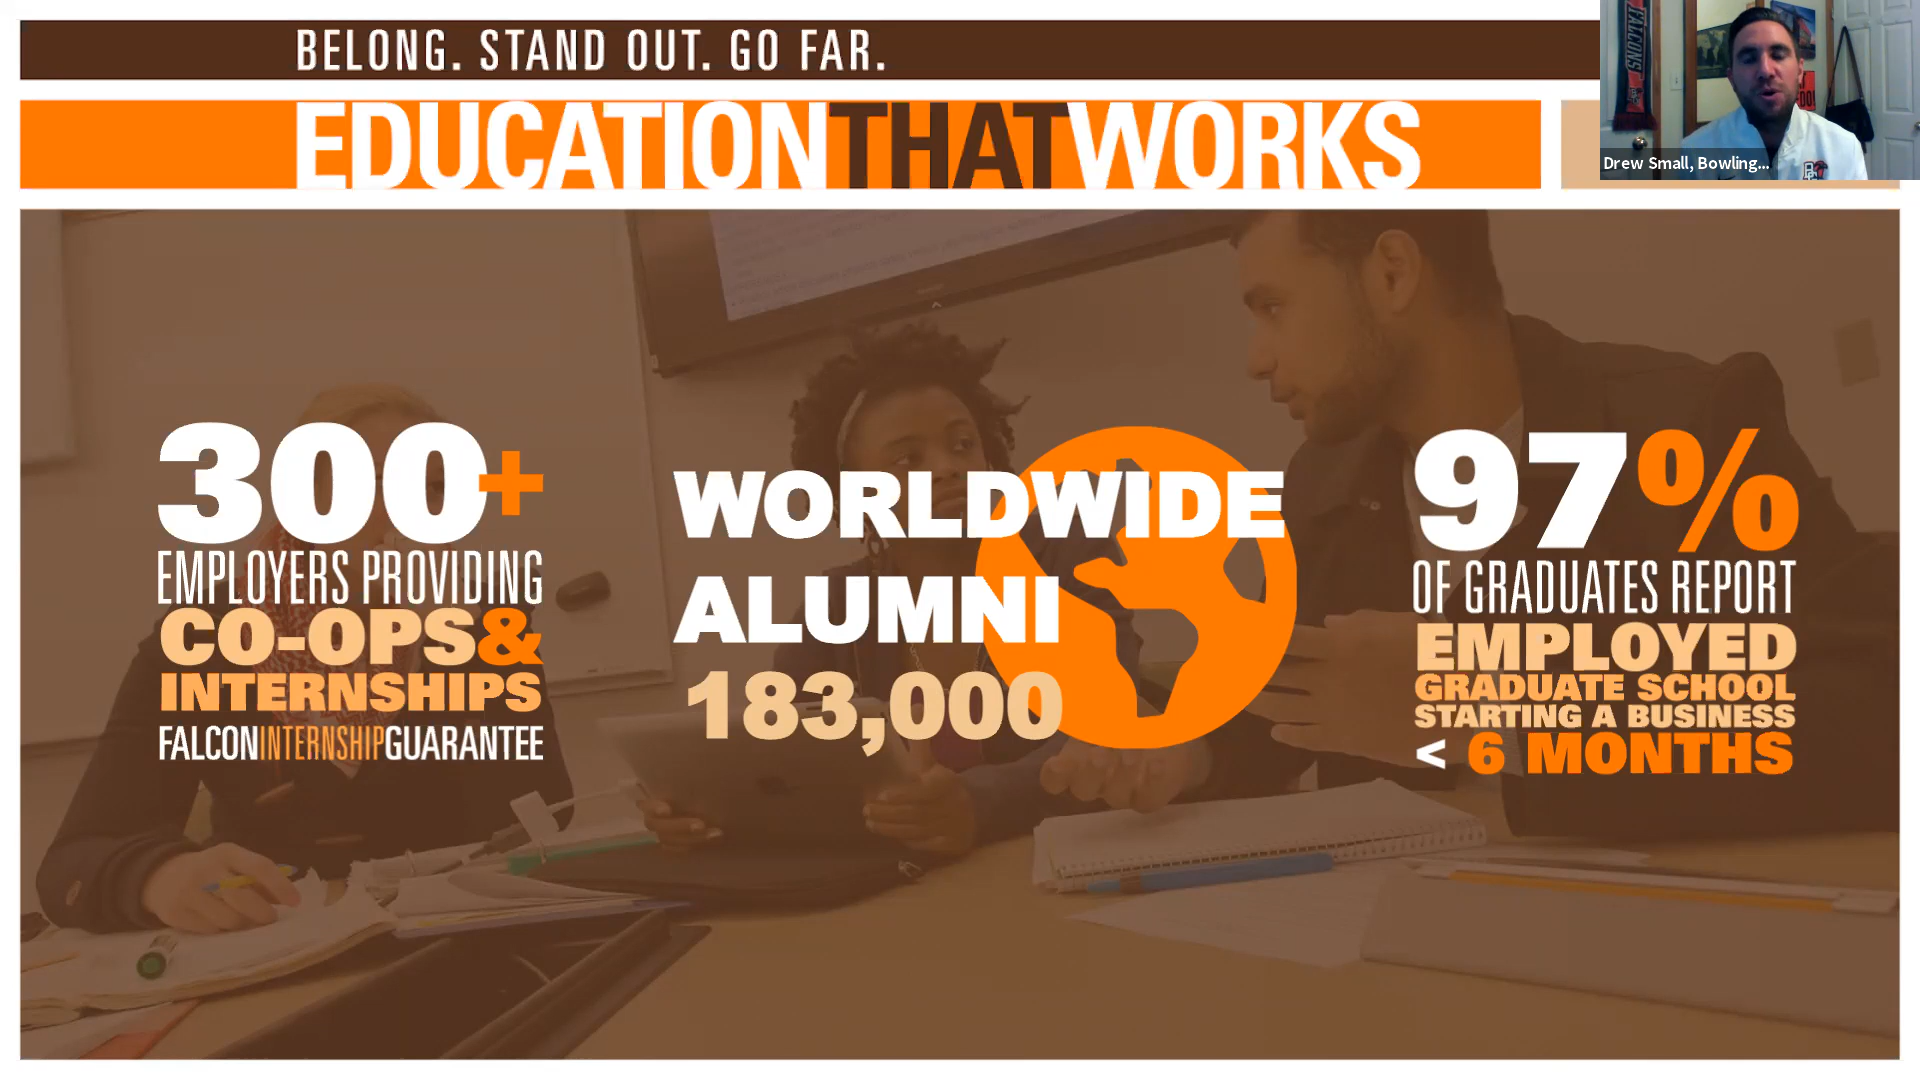 BELONG. STAND OUT. GO FAR.
EDUCATIONTHATWORKS
FALCONS
Drew Small, Bowling...
300+
EMPLOYERS PROVIDING
CO-OPS&
INTERNSHIPS
FALCONINTERNSHIPGUARANTEE
WORLDWIDE
ALUMNI
183,000
97%
OF GRADUATES REPORT
EMPLOYED
GRADUATE SCHOOL
STARTING A BUSINESS
< 6 MONTHS